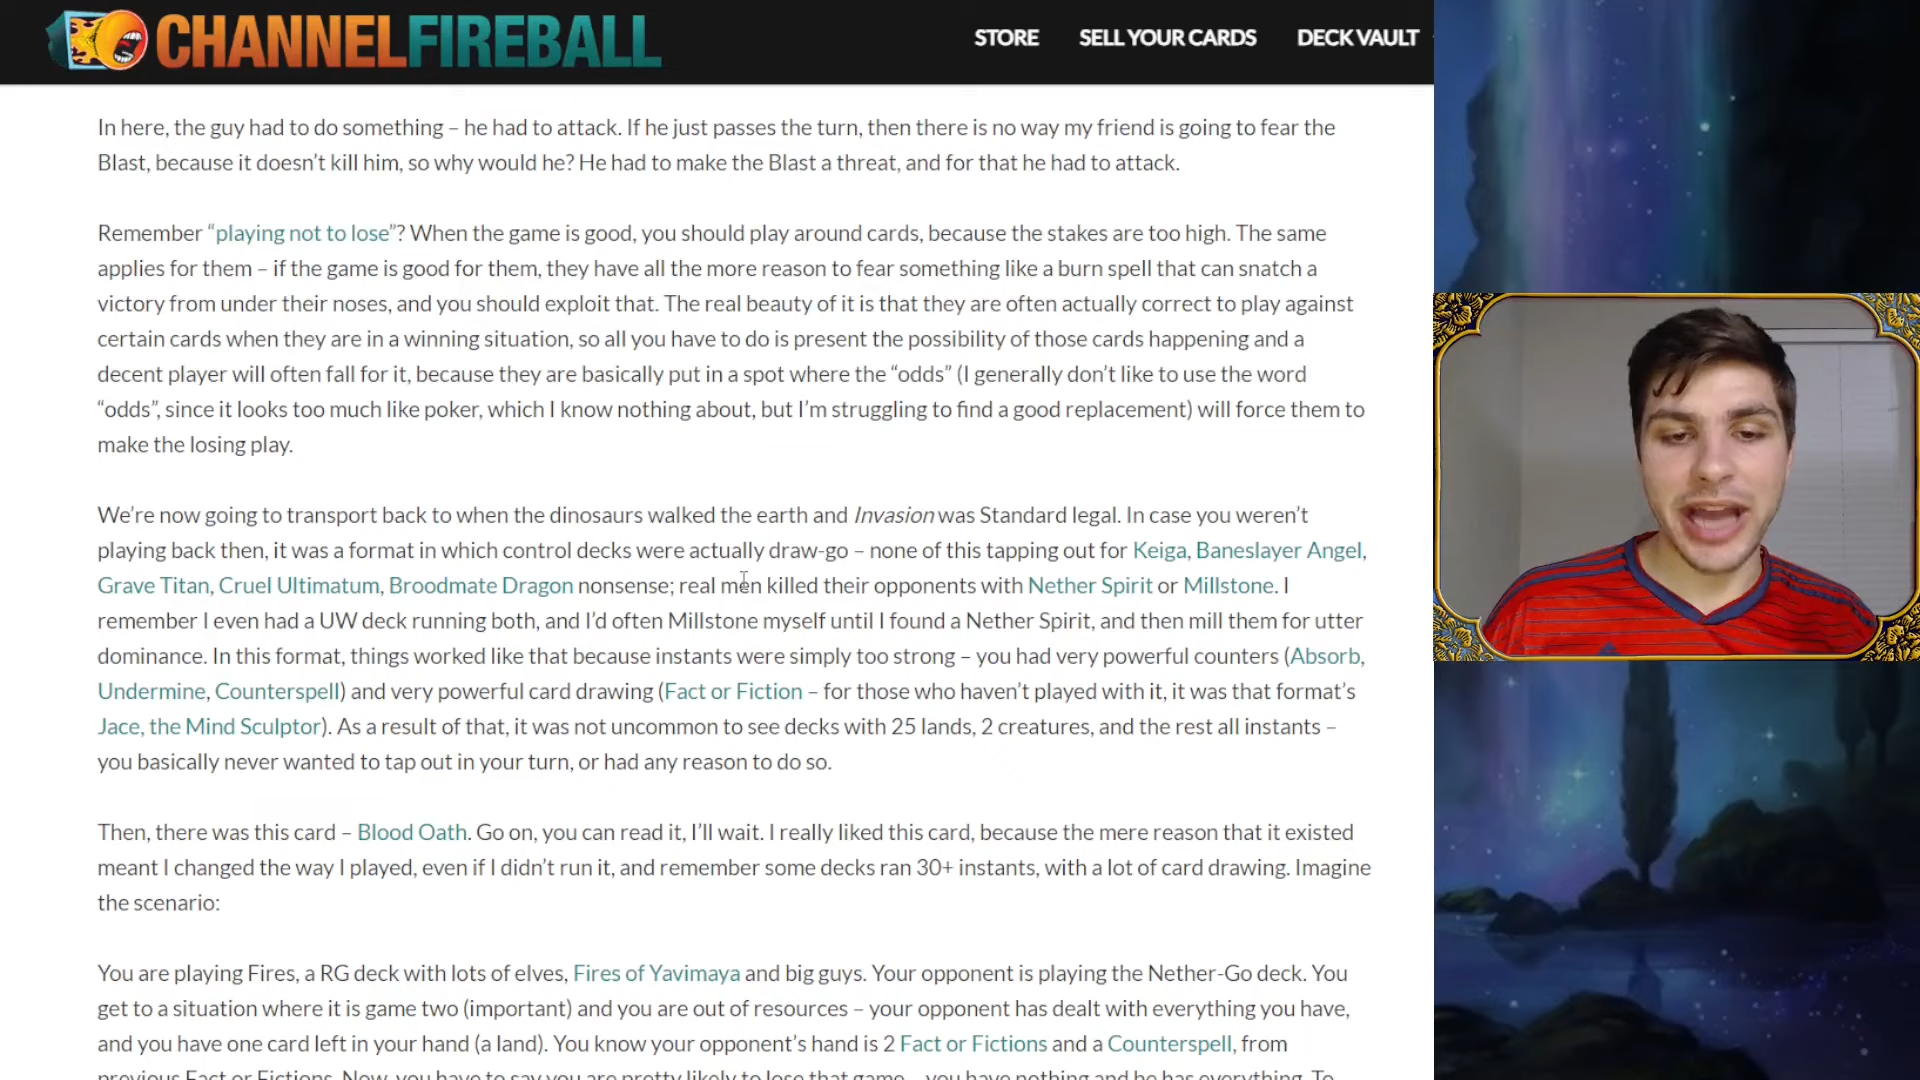 CHANNELFIREBALL
STORE SELL YOUR CARDS DECK VAULT
In here, the guy had to do something – he had to attack. If he just passes the turn, then there is no way my friend is going to fear the
Blast, because it doesn’t kill him, so why would he? He had to make the Blast a threat, and for that he had to attack.
Remember “playing not to lose”? When the game is good, you should play around cards, because the stakes are too high. The same
applies for them – if the game is good for them, they have all the more reason to fear something like a burn spell that can snatch a
victory from under their noses, and you should exploit that. The real beauty of it is that they are often actually correct to play against
certain cards when they are in a winning situation, so all you have to do is present the possibility of those cards happening and a
decent player will often fall for it, because they are basically put in a spot where the “odds” (I generally don’t like to use the word
“odds”, since it looks too much like poker, which I know nothing about, but I’m struggling to find a good replacement) will force them to
make the losing play.
We’re now going to transport back to when the dinosaurs walked the earth and Invasion was Standard legal. In case you weren’t
playing back then, it was a format in which control decks were actually draw-go – none of this tapping out for Keiga, Baneslayer Angel,
Grave Titan, Cruel Ultimatum, Broodmate Dragon nonsense; real men killed their opponents with Nether Spirit or Millstone. I
remember I even had a UW deck running both, and I’d often Millstone myself until I found a Nether Spirit, and then mill them for utter
dominance. In this format, things worked like that because instants were simply too strong – you had very powerful counters (Absorb,
Undermine, Counterspell) and very powerful card drawing (Fact or Fiction – for those who haven’t played with it, it was that format’s
Jace, the Mind Sculptor). As a result of that, it was not uncommon to see decks with 25 lands, 2 creatures, and the rest all instants –
you basically never wanted to tap out in your turn, or had any reason to do so.
Then, there was this card – Blood Oath. Go on, you can read it, I’ll wait. I really liked this card, because the mere reason that it existed
meant I changed the way I played, even if I didn’t run it, and remember some decks ran 30+ instants, with a lot of card drawing. Imagine
the scenario:
You are playing Fires, a RG deck with lots of elves, Fires of Yavimaya and big guys. Your opponent is playing the Nether-Go deck. You
get to a situation where it is game two (important) and you are out of resources – your opponent has dealt with everything you have,
and you have one card left in your hand (a land). You know your opponent’s hand is 2 Fact or Fictions and a Counterspell, from
previous Fact or Fictions. Now, you have to say you are pretty likely to lose that game – you have nothing and he has everything. To